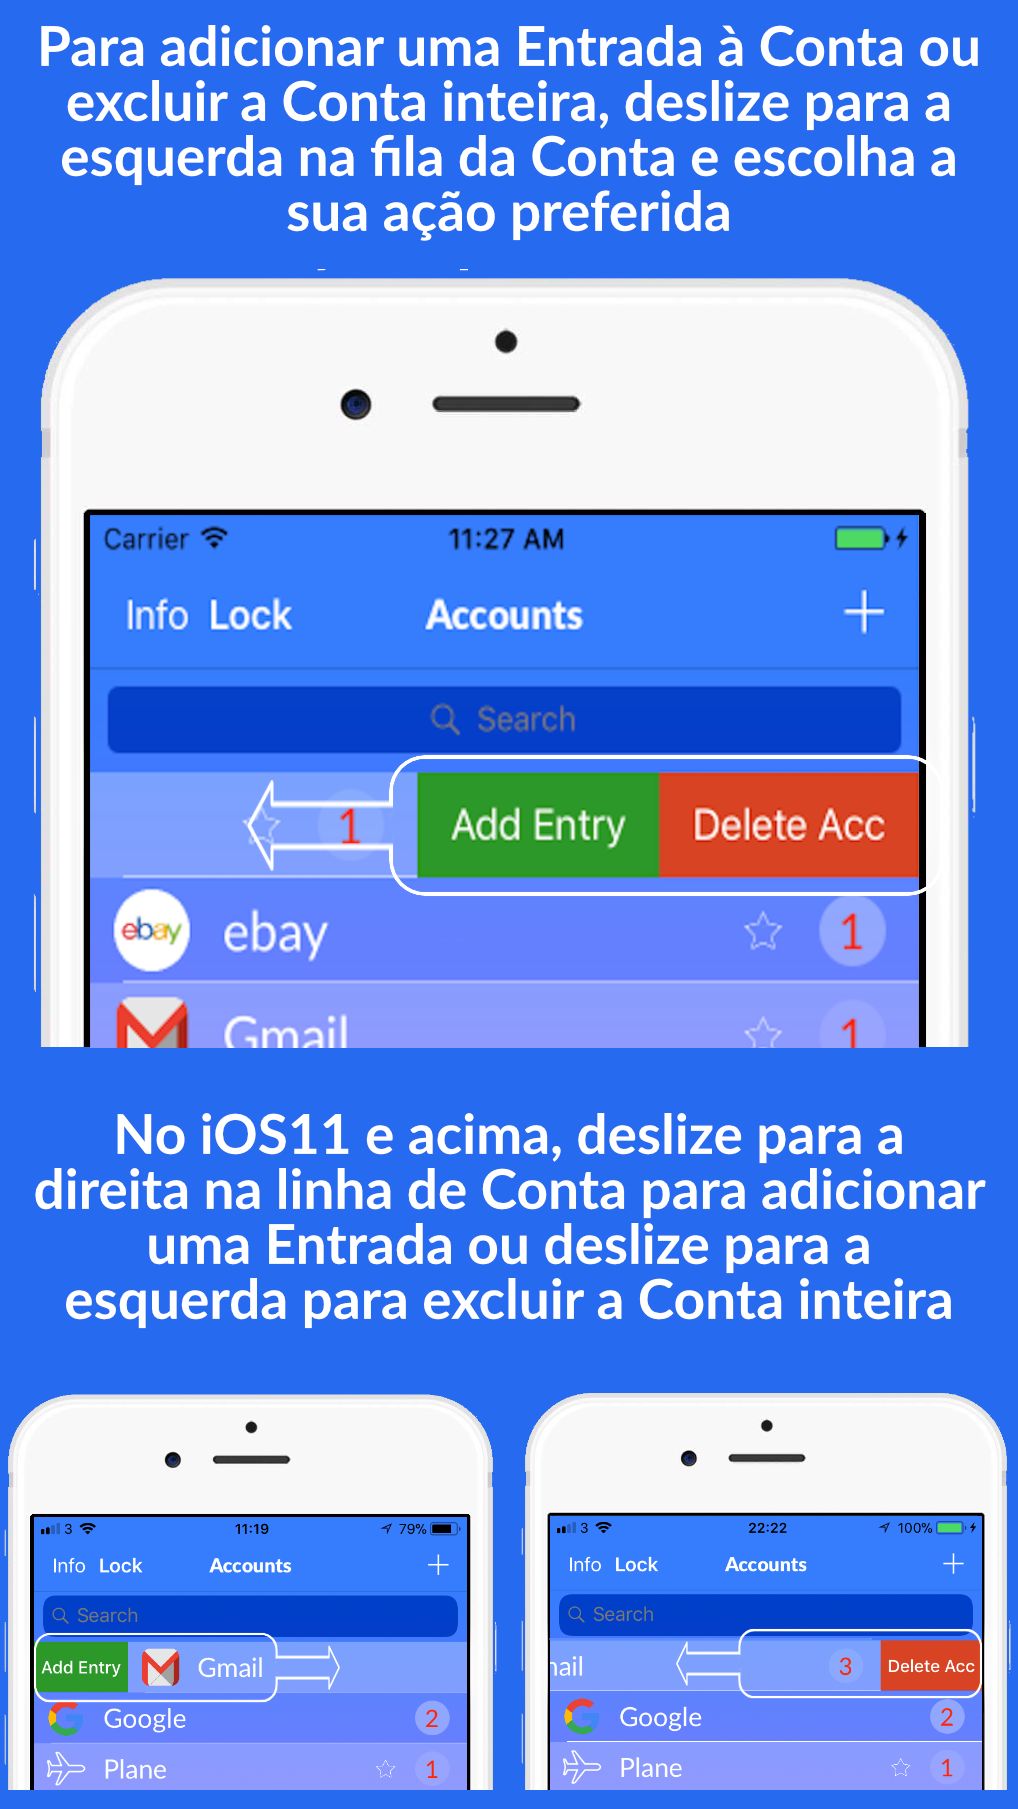 Para adicionar uma Entrada à Conta ou
excluir a Conta inteira, deslize para a
esquerda na fila da Conta e escolha a
sua ação preferida
Carrier 11:27 AM
Info Lock Accounts +
Search
1 Add Entry Delete Acc
ebay ebay 1
Gmail 1
No iOS11 e acima, deslize para a
direita na linha de Conta para adicionar
uma Entrada ou deslize para a
esquerda para excluir a Conta inteira
3 11:19 79%
Info Lock Accounts +
Search
Add Entry Gmail
Google 2
Plane 1
3 22:22 100%
Info Lock Accounts +
Search
ail 3 Delete Acc
Google 2
Plane 1